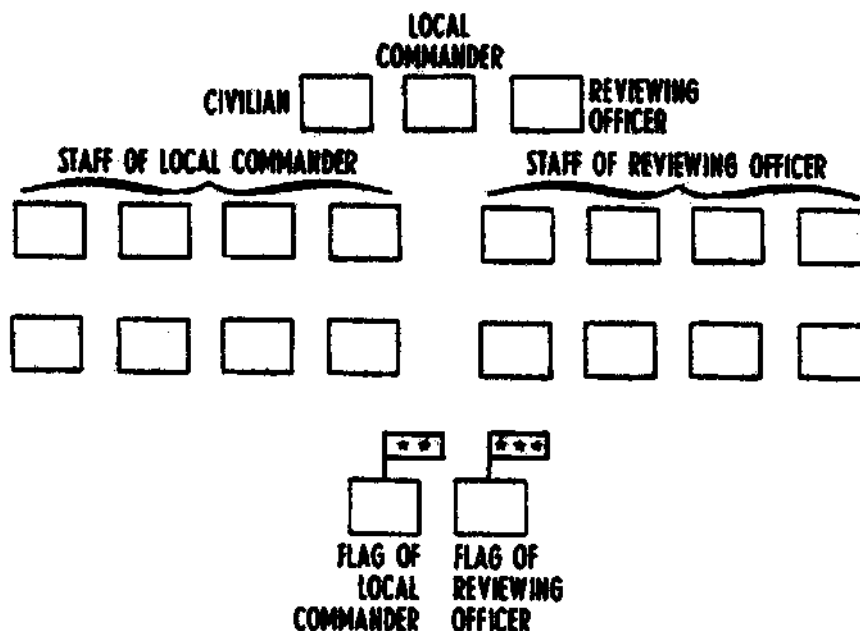 LOCAL
COMMANDER
CIVILIAN
REVIEWING
OFFICER
STAFF OF LOCAL COMMANDER
STAFF OF REVIEWING OFFICER
FLAG OF
LOCAL
COMMANDER
FLAG OF
REVIEWING
OFFICER